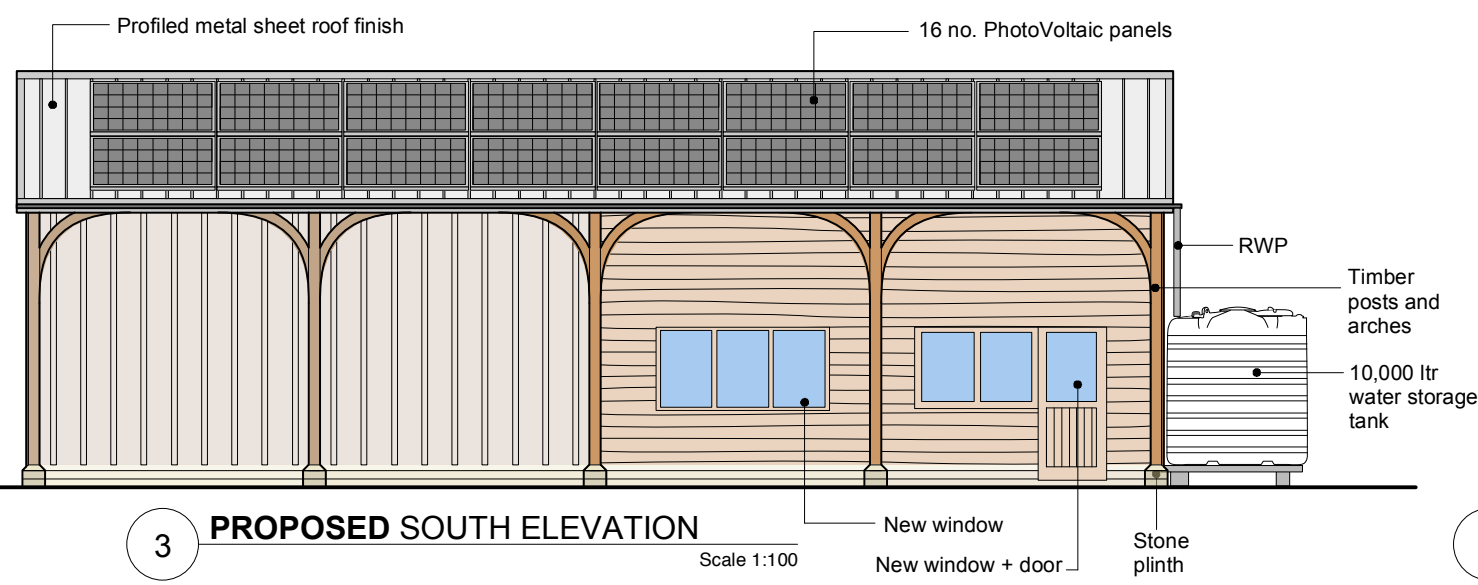 Profiled metal sheet roof finish
16 no. PhotoVoltaic panels
RWP
Timber
posts and
arches
10,000 ltr
water storage
tank
3
PROPOSED SOUTH ELEVATION
Scale 1:100
New window
New window + door
Stone
plinth